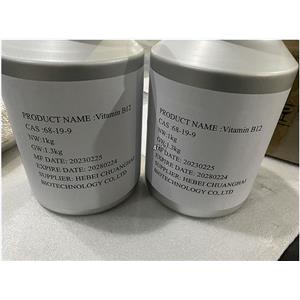 PRODUCT NAME :Vitamin B12
CAS :68-19-9
NW:1kg
GW:1.3kg
MF DATE: 20230225
EXPIRE DATE: 20280224
SUPPLIER: HEBEI CHUANGHAI
BIOTECHNOLOGY CO,.LTD
PRODUCT NAME :Vitamin B12
CAS :68-19-9
NW:1kg
GW:1.3kg
MF DATE: 20230225
EXPIRE DATE: 20280224
SUPPLIER: HEBEI CHUANGHAI
BIOTECHNOLOGY CO,.LTD